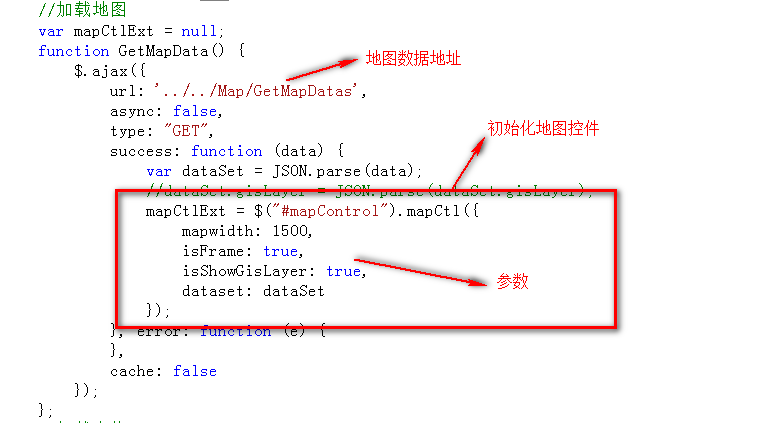 //加载地图
var mapCtlExt = null;
function GetMapData() {
$.ajax({
url: '../../Map/GetMapDatas',
地图数据地址
async: false,
type: "GET",
初始化地图控件
success: function (data) {
var dataSet = JSON.parse(data);
//dataSet.gisLayer = JSON.parse(dataSet.gisLayer);
mapCtlExt = $("#mapControl").mapCtl({
mapwidth: 1500,
isFrame: true,
isShowGisLayer: true,
参数
dataset: dataSet
});
}, error: function (e) {
},
cache: false
});
};